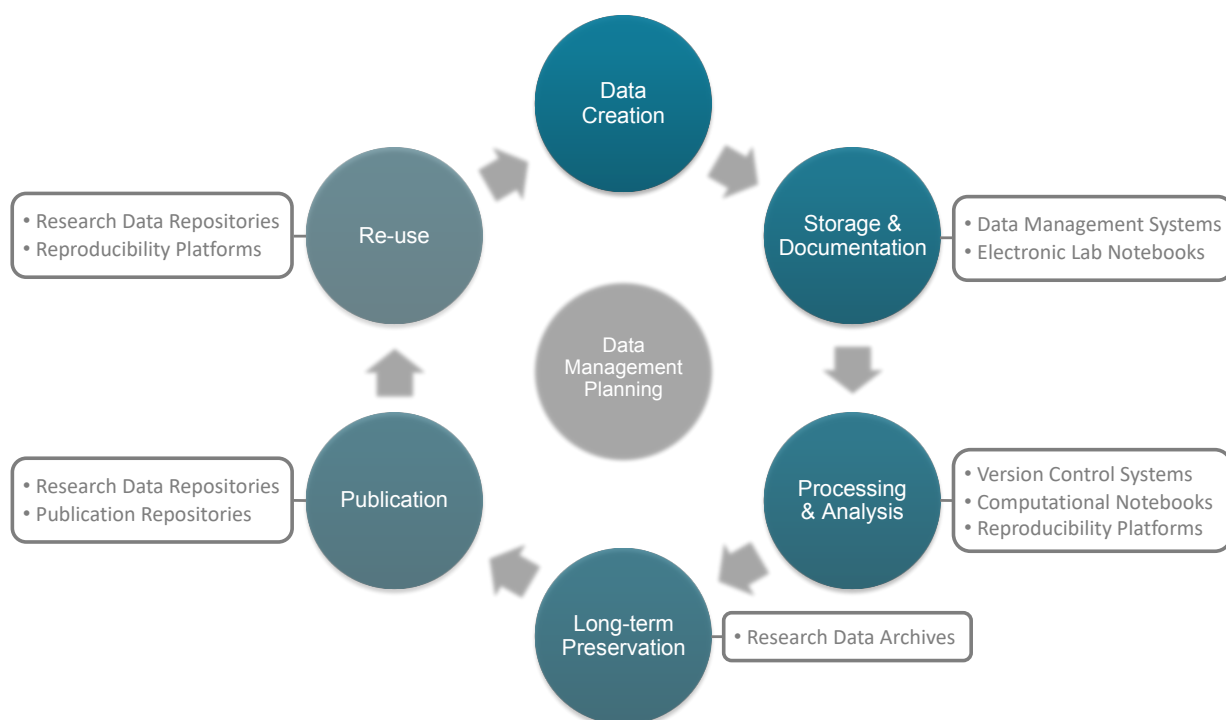 Data
Creation
Storage &
Documentation
• Data Management Systems
• Electronic Lab Notebooks
Processing
& Analysis
• Version Control Systems
• Computational Notebooks
• Reproducibility Platforms
Long-term
Preservation
• Research Data Archives
Publication
• Research Data Repositories
• Publication Repositories
Re-use
• Research Data Repositories
• Reproducibility Platforms
Data
Management
Planning